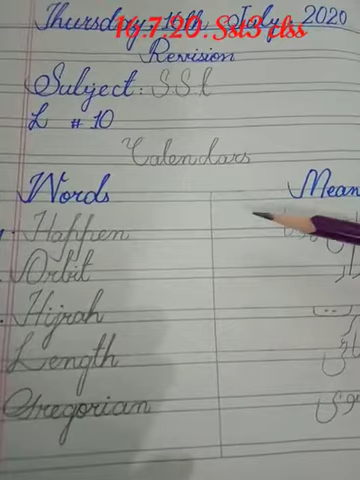 16.7.20. Sst3 clss
Thursday, 16th, July, 2020
Revision
Subject: S.S.t
L # 10
Calendars
Words Mean
Happen
Orbit
Hijrah
Length
Gregorian